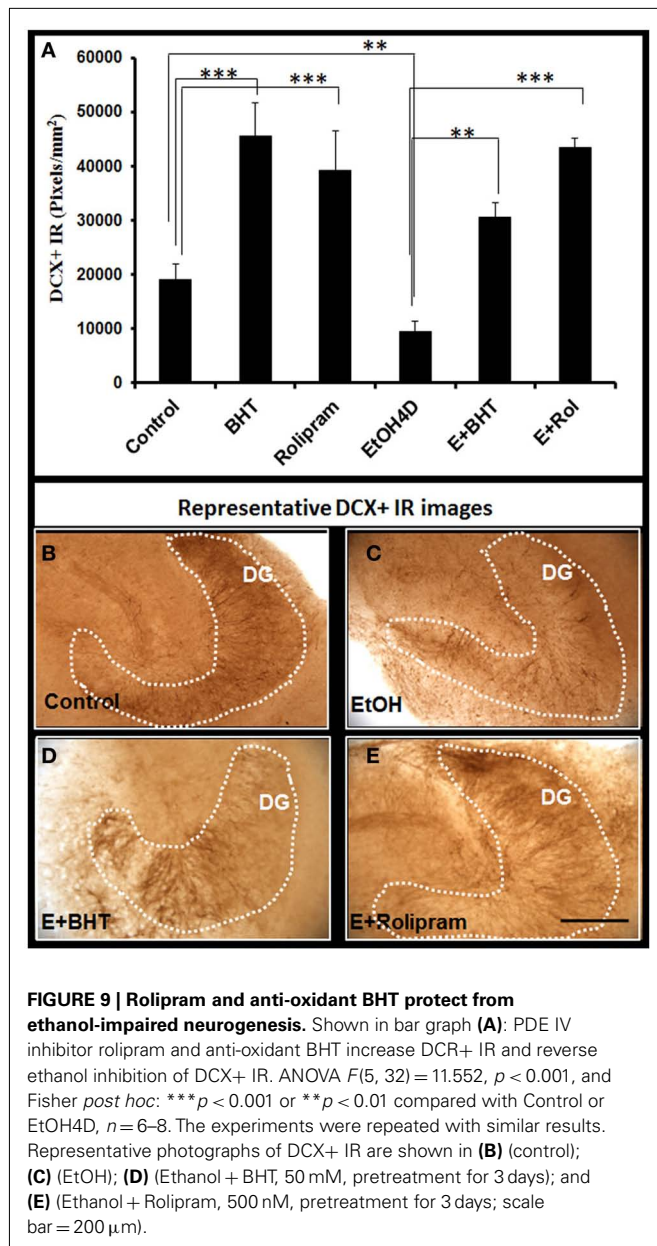 A
60000
50000
40000
30000
20000
10000
0
DCX+ IR (Pixels/mm²)
**
***
***
***
**
Control
BHT
Rolipram
EtOH4D
E+BHT
E+Rol
Representative DCX+ IR images
B
DG
Control
C
DG
EtOH
D
DG
E+BHT
E
DG
E+Rolipram
FIGURE 9 | Rolipram and anti-oxidant BHT protect from
ethanol-impaired neurogenesis. Shown in bar graph (A): PDE IV
inhibitor rolipram and anti-oxidant BHT increase DCR+ IR and reverse
ethanol inhibition of DCX+ IR. ANOVA F(5, 32) = 11.552, p < 0.001, and
Fisher post hoc: ***p < 0.001 or **p < 0.01 compared with Control or
EtOH4D, n = 6–8. The experiments were repeated with similar results.
Representative photographs of DCX+ IR are shown in (B) (control);
(C) (EtOH); (D) (Ethanol + BHT, 50 mM, pretreatment for 3 days); and
(E) (Ethanol + Rolipram, 500 nM, pretreatment for 3 days; scale
bar = 200 μm).